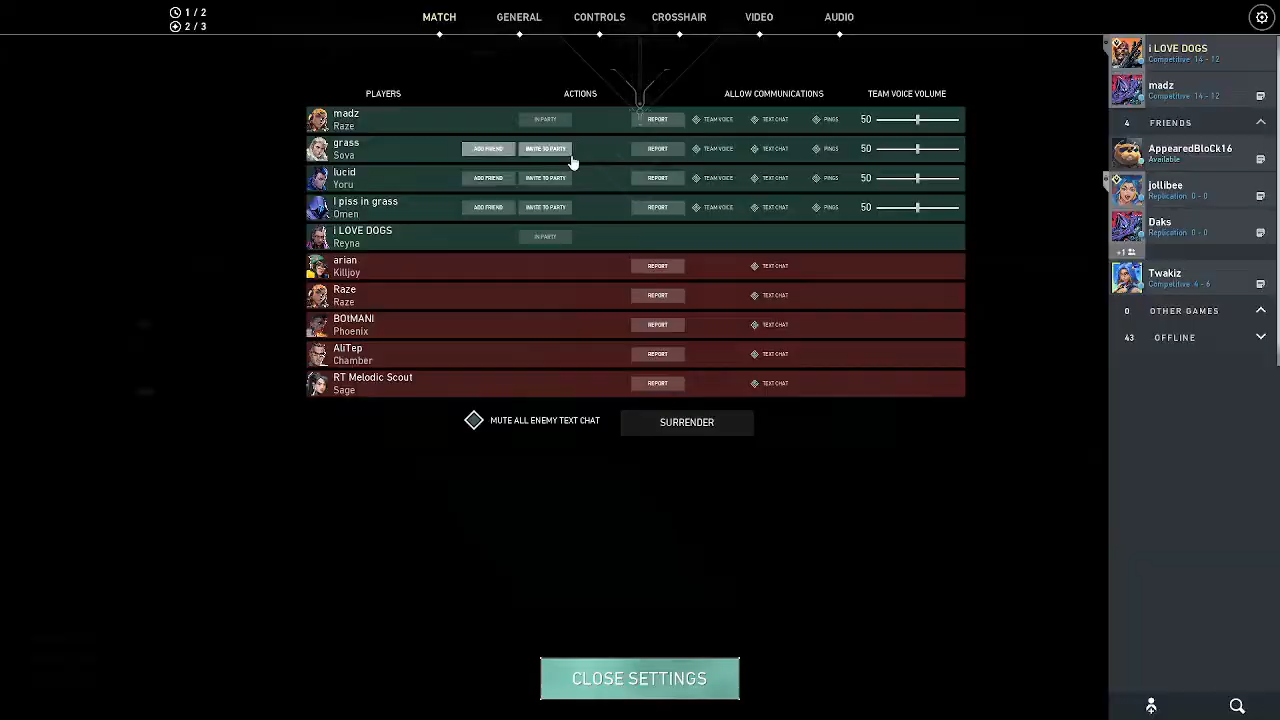 1 / 2
2 / 3
MATCH GENERAL CONTROLS CROSSHAIR VIDEO AUDIO
PLAYERS ACTIONS ALLOW COMMUNICATIONS TEAM VOICE VOLUME
madz
Raze
IN PARTY REPORT TEAM VOICE TEXT CHAT PINGS 50
grass
Sova
ADD FRIEND INVITE TO PARTY REPORT TEAM VOICE TEXT CHAT PINGS 50
lucid
Yoru
ADD FRIEND INVITE TO PARTY REPORT TEAM VOICE TEXT CHAT PINGS 50
I piss in grass
Omen
ADD FRIEND INVITE TO PARTY REPORT TEAM VOICE TEXT CHAT PINGS 50
i LOVE DOGS
Reyna
IN PARTY
arian
Killjoy
REPORT TEXT CHAT
Raze
Raze
REPORT TEXT CHAT
BOtMANI
Phoenix
REPORT TEXT CHAT
AliTep
Chamber
REPORT TEXT CHAT
RT Melodic Scout
Sage
REPORT TEXT CHAT
MUTE ALL ENEMY TEXT CHAT
SURRENDER
CLOSE SETTINGS
i LOVE DOGS
Competitive 14 - 12
madz
Competitive 14 - 12
4 FRIENDS
AppearedBloCk16
Available
jollibee
Replication 0 - 0
Daks
Replication 0 - 0
+1
Twakiz
Competitive 4 - 6
0 OTHER GAMES
43 OFFLINE